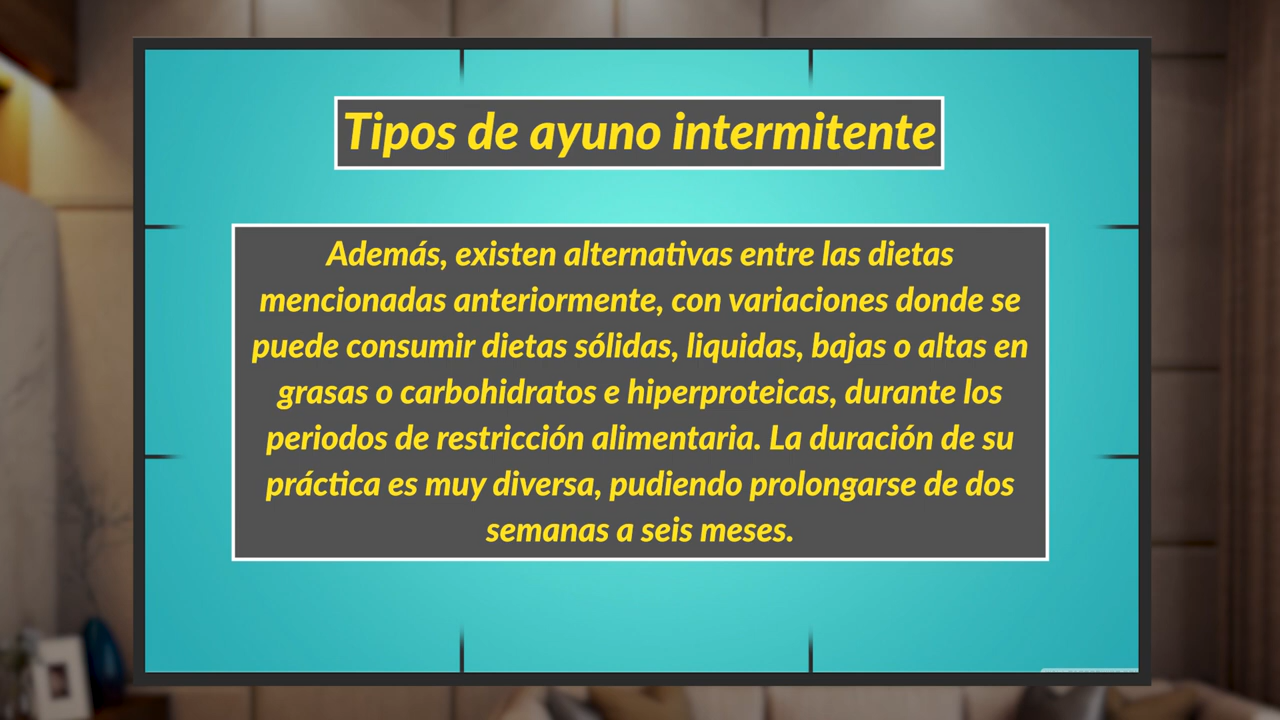 Tipos de ayuno intermitente
Además, existen alternativas entre las dietas
mencionadas anteriormente, con variaciones donde se
puede consumir dietas sólidas, liquidas, bajas o altas en
grasas o carbohidratos e hiperproteicas, durante los
periodos de restricción alimentaria. La duración de su
práctica es muy diversa, pudiendo prolongarse de dos
semanas a seis meses.